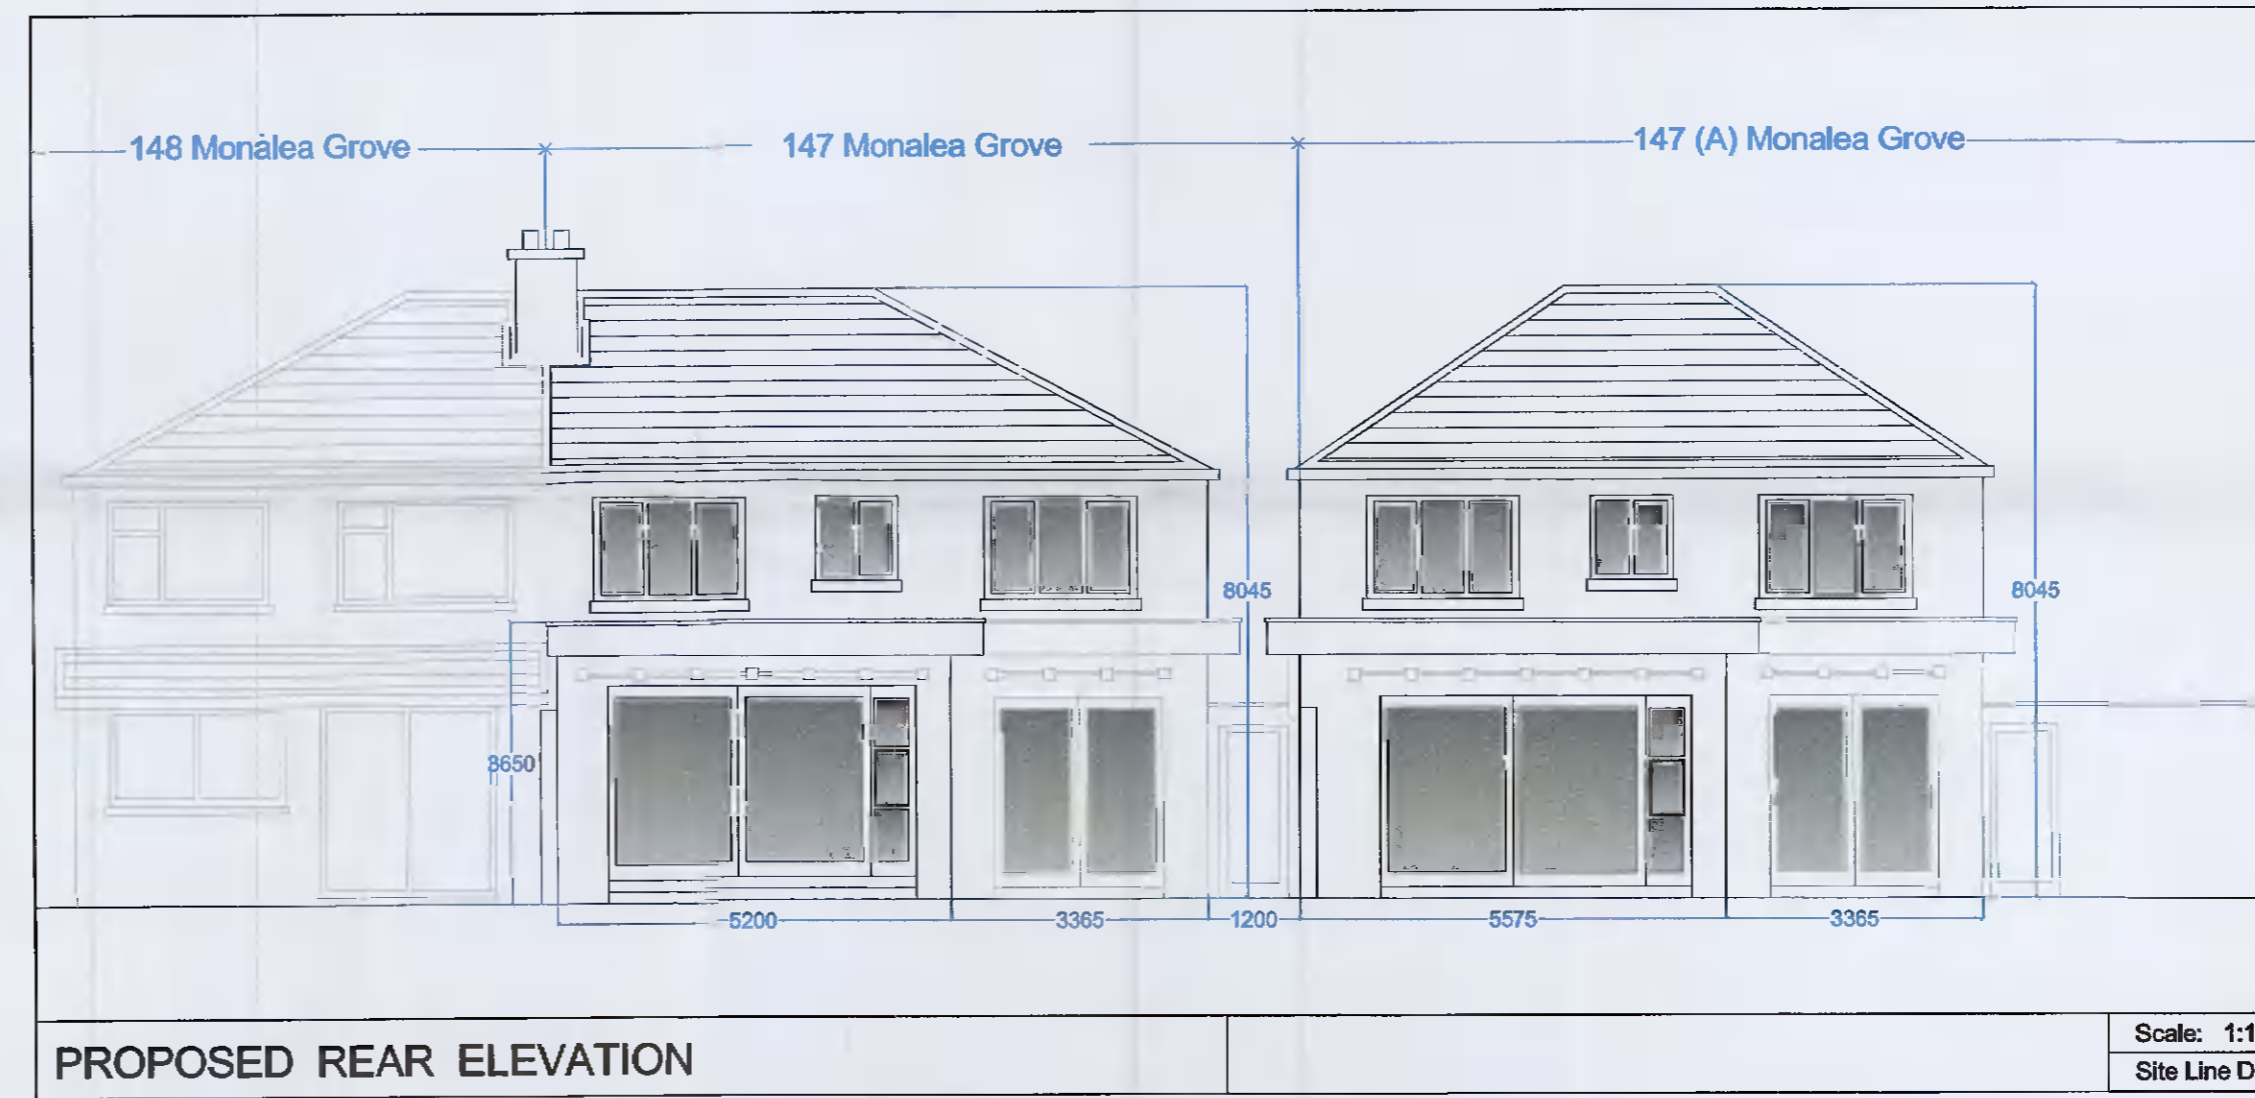 148 Monalea Grove
147 Monalea Grove
147 (A) Monalea Grove
8045
8045
3650
5200
3365
1200
5575
3365
PROPOSED REAR ELEVATION
Scale: 1:1
Site Line D